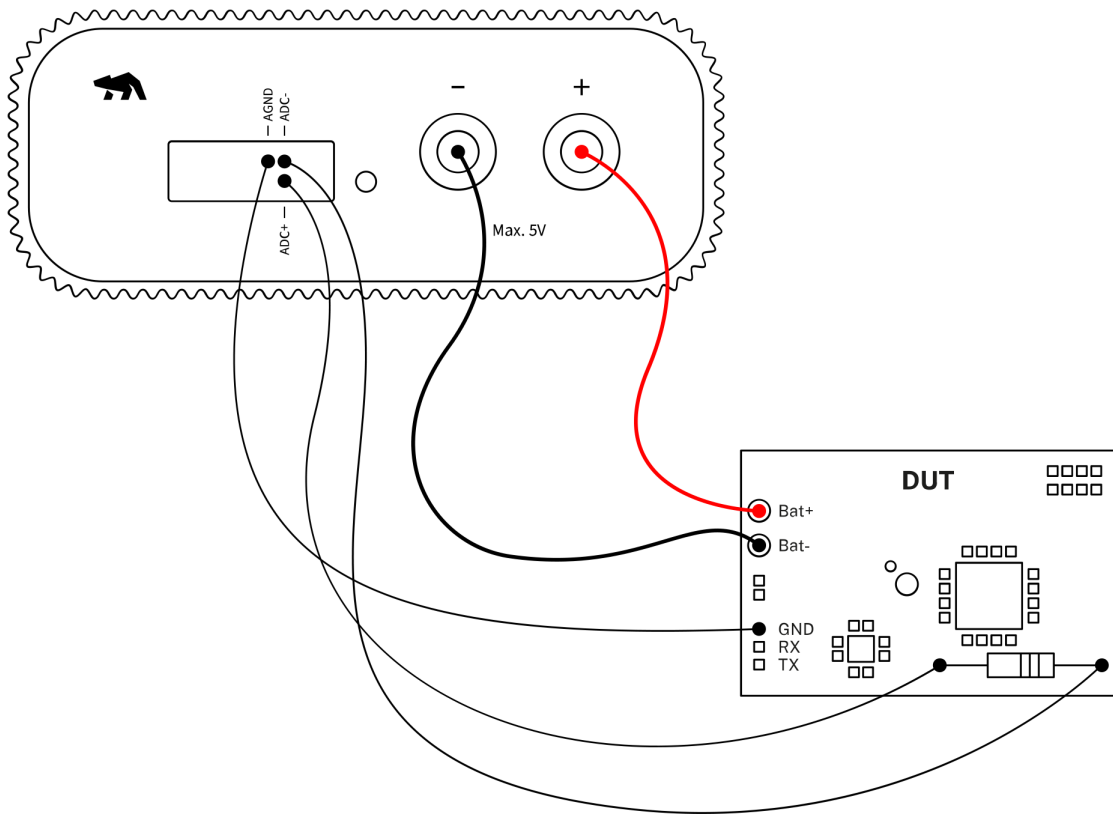 AGND
ADC-
-
+
ADC+
Max. 5V
DUT
Bat+
Bat-
GND
RX
TX